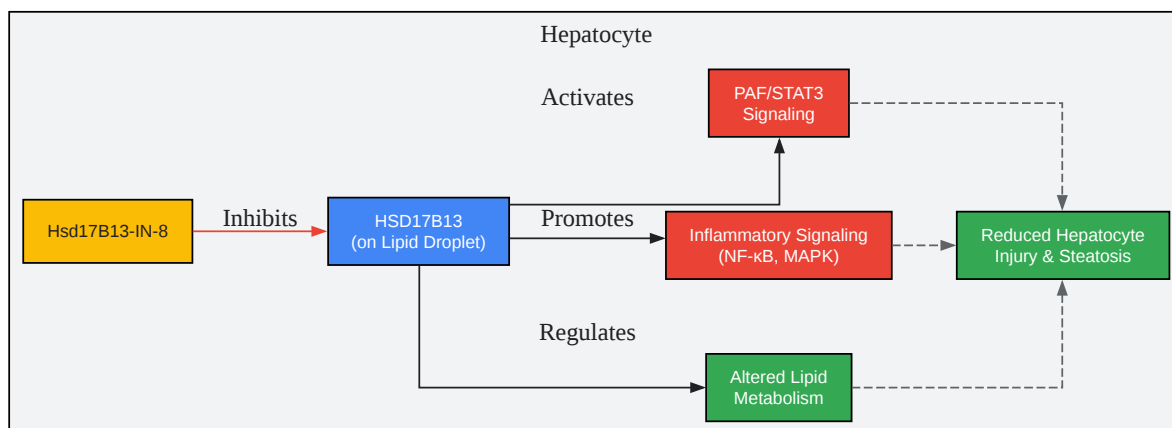 Hepatocyte
Activates
PAF/STAT3
Signaling
Hsd17B13-IN-8
Inhibits
HSD17B13
(on Lipid Droplet)
Promotes
Inflammatory Signaling
(NF-κB, MAPK)
Reduced Hepatocyte
Injury & Steatosis
Regulates
Altered Lipid
Metabolism